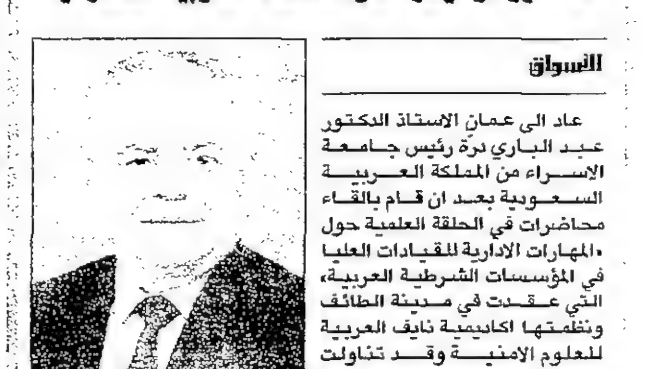 الأسواق
عاد الى عمان الاستاذ الدكتور
عبد الباري درة رئيس جامعة
الاسراء من المملكة العربية
السعودية بعد ان قام بالقاء
محاضرات في الحلقة العلمية حول
«المهارات الادارية للقيادات العليا
في المؤسسات الشرطية العربية»
التي عقدت في مدينة الطائف
ونظمتها اكاديمية نايف العربية
للعلوم الامنية وقد تناولت